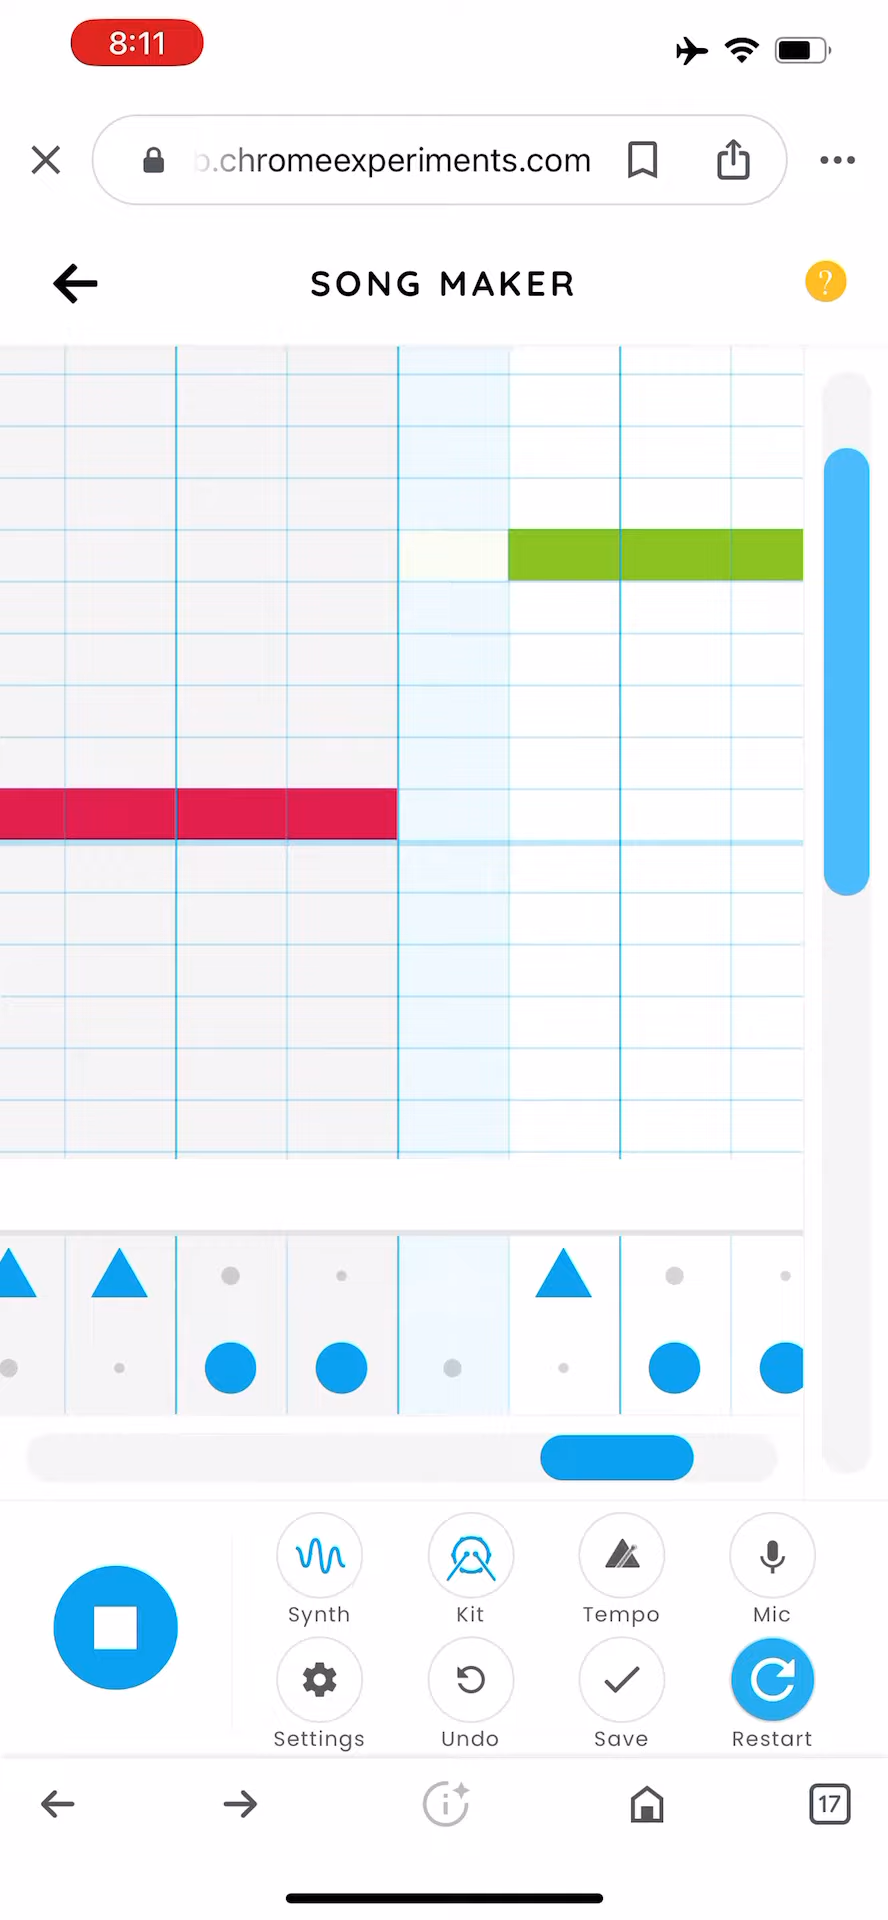 8:11
b.chromeexperiments.com
SONG MAKER
?
Synth
Kit
Tempo
Mic
Settings
Undo
Save
Restart
17